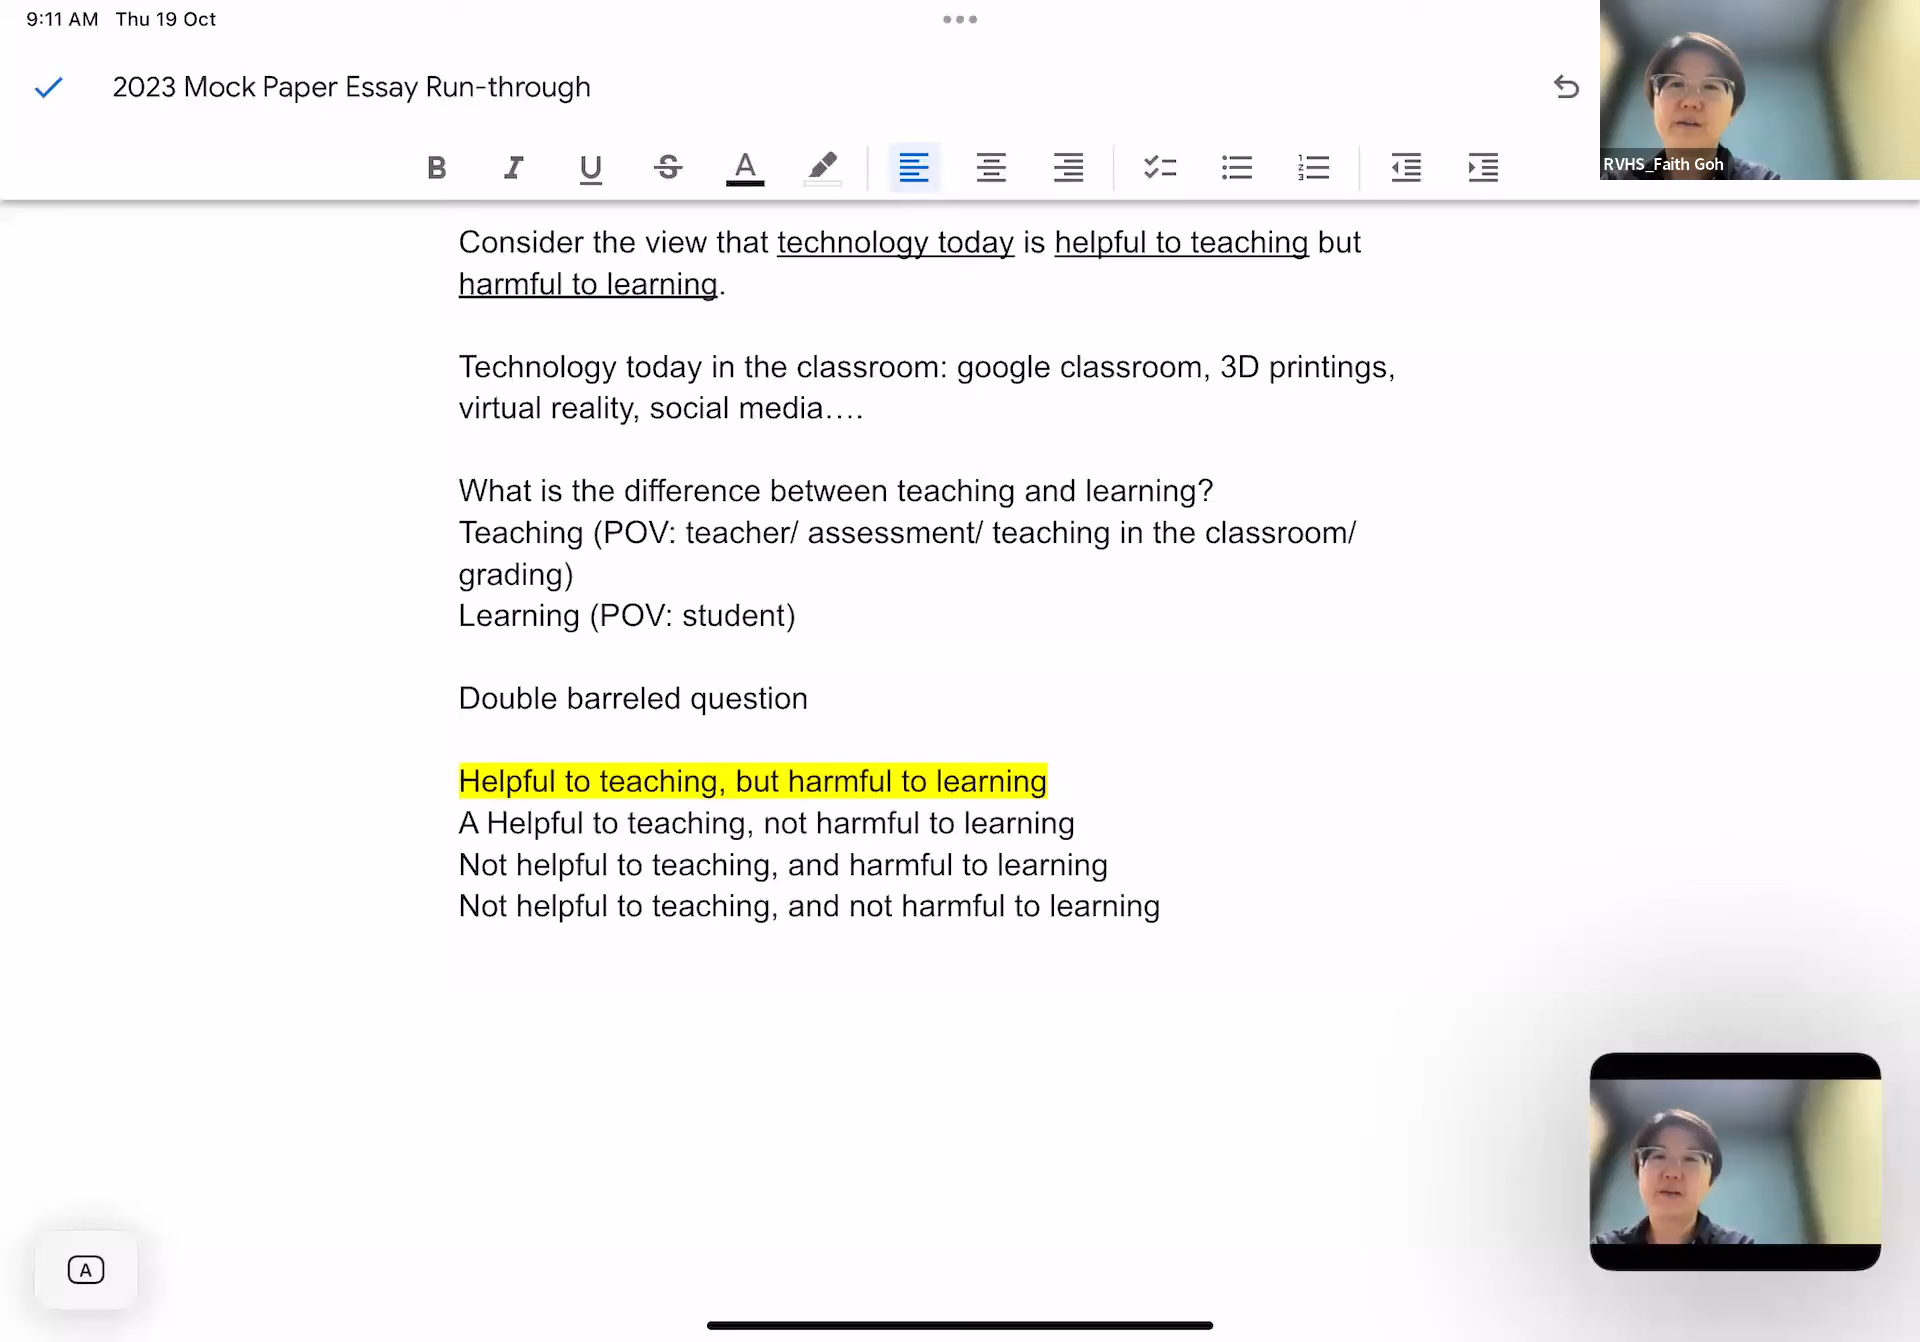 9:11 AM Thu 19 Oct
2023 Mock Paper Essay Run-through
B I U S A
RVHS_Faith Goh
Consider the view that technology today is helpful to teaching but
harmful to learning.
Technology today in the classroom: google classroom, 3D printings,
virtual reality, social media....
What is the difference between teaching and learning?
Teaching (POV: teacher/ assessment/ teaching in the classroom/
grading)
Learning (POV: student)
Double barreled question
Helpful to teaching, but harmful to learning
A Helpful to teaching, not harmful to learning
Not helpful to teaching, and harmful to learning
Not helpful to teaching, and not harmful to learning
A